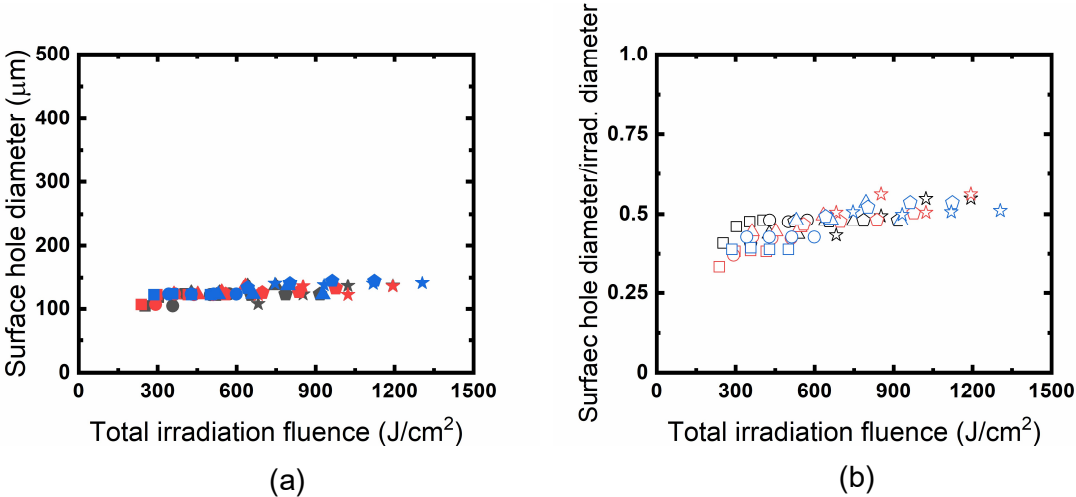 Surface hole diameter (μm)
500
400
300
200
100
0
0 300 600 900 1200 1500
Total irradiation fluence (J/cm²)
(a)
Surfaec hole diameter/irrad. diameter
1.0
0.75
0.5
0.25
0
0 300 600 900 1200 1500
Total irradiation fluence (J/cm²)
(b)